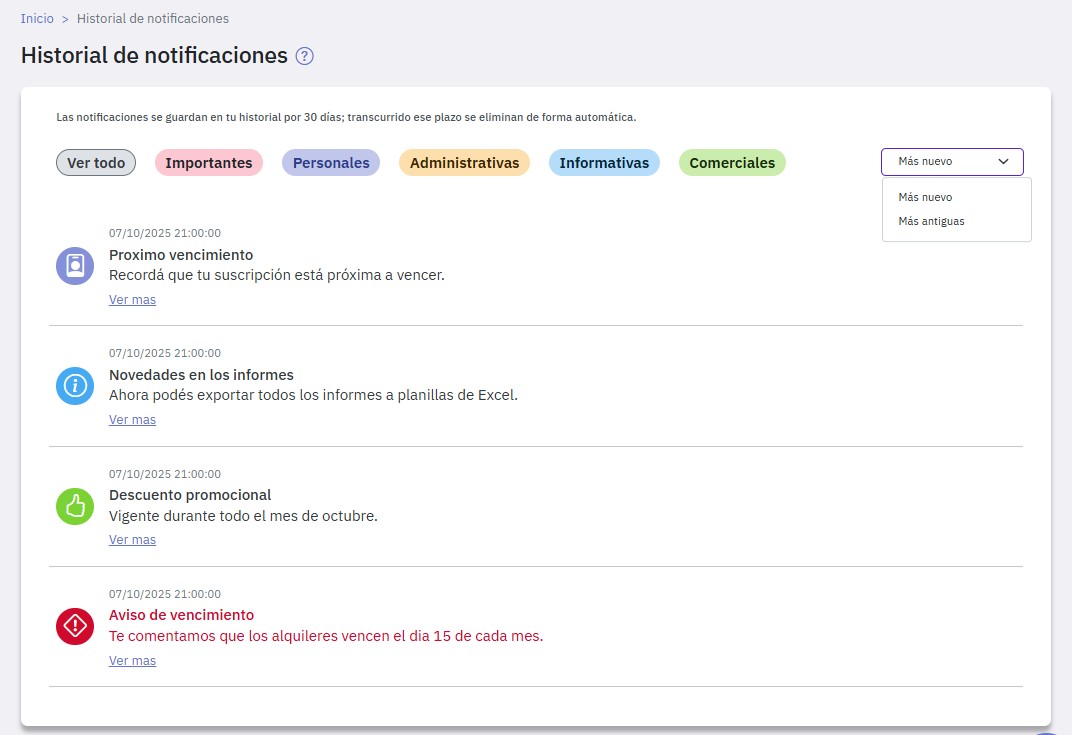 Inicio > Historial de notificaciones
Historial de notificaciones ?
Las notificaciones se guardan en tu historial por 30 días; transcurrido ese plazo se eliminan de forma automática.
Ver todo Importantes Personales Administrativas Informativas Comerciales Más nuevo
Más nuevo
Más antiguas
07/10/2025 21:00:00
Proximo vencimiento
Recordá que tu suscripción está próxima a vencer.
Ver mas
07/10/2025 21:00:00
Novedades en los informes
Ahora podés exportar todos los informes a planillas de Excel.
Ver mas
07/10/2025 21:00:00
Descuento promocional
Vigente durante todo el mes de octubre.
Ver mas
07/10/2025 21:00:00
Aviso de vencimiento
Te comentamos que los alquileres vencen el dia 15 de cada mes.
Ver mas